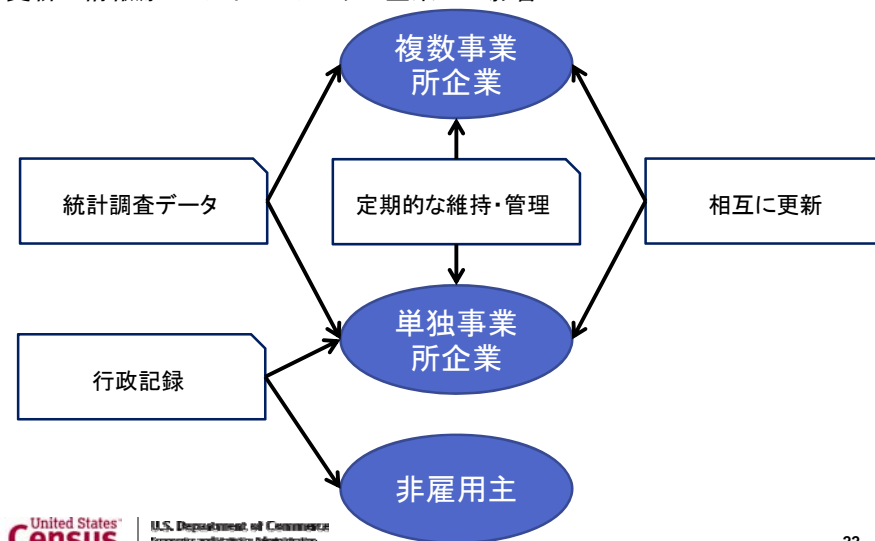 複数事業
所企業
統計調査データ
定期的な維持・管理
相互に更新
単独事業
所企業
行政記録
非雇用主
United States
Census
U.S. Department of Commerce